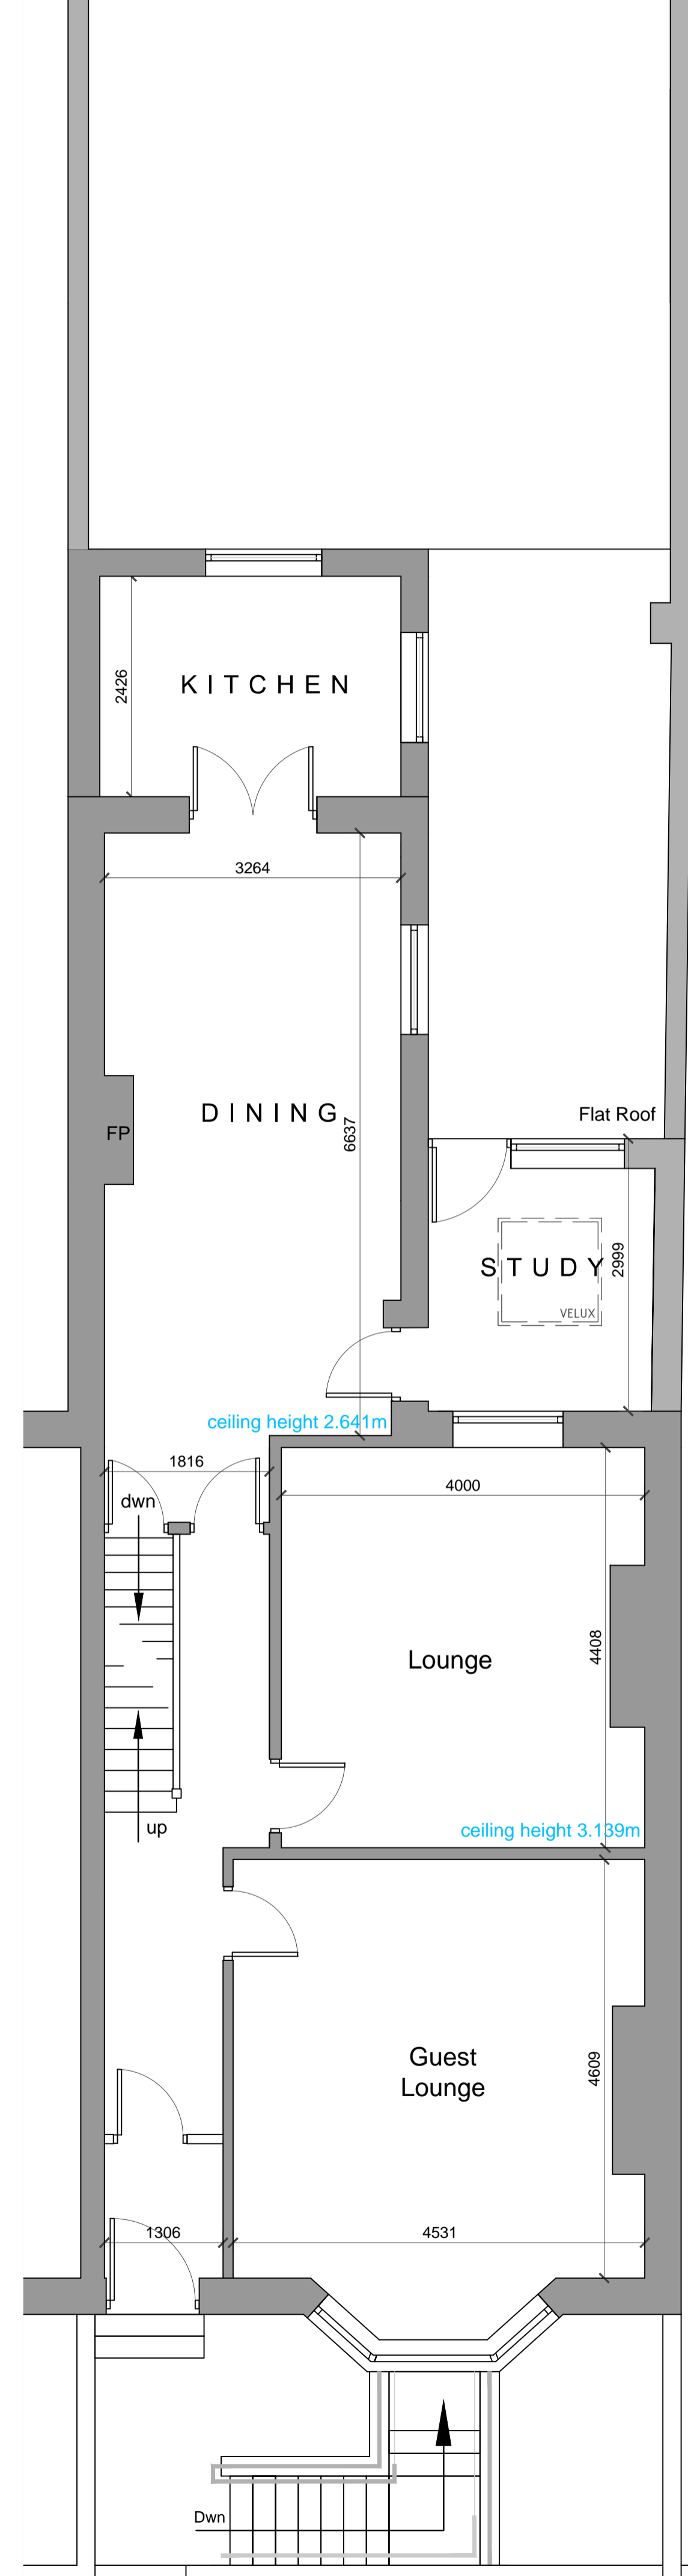 KITCHEN
2426
3264
DINING
FP
6637
Flat Roof
STUDY
2999
VELUX
ceiling height 2.641m
1816
dwn
4000
Lounge
4408
up
ceiling height 3.139m
Guest
Lounge
4609
1306
4531
Dwn